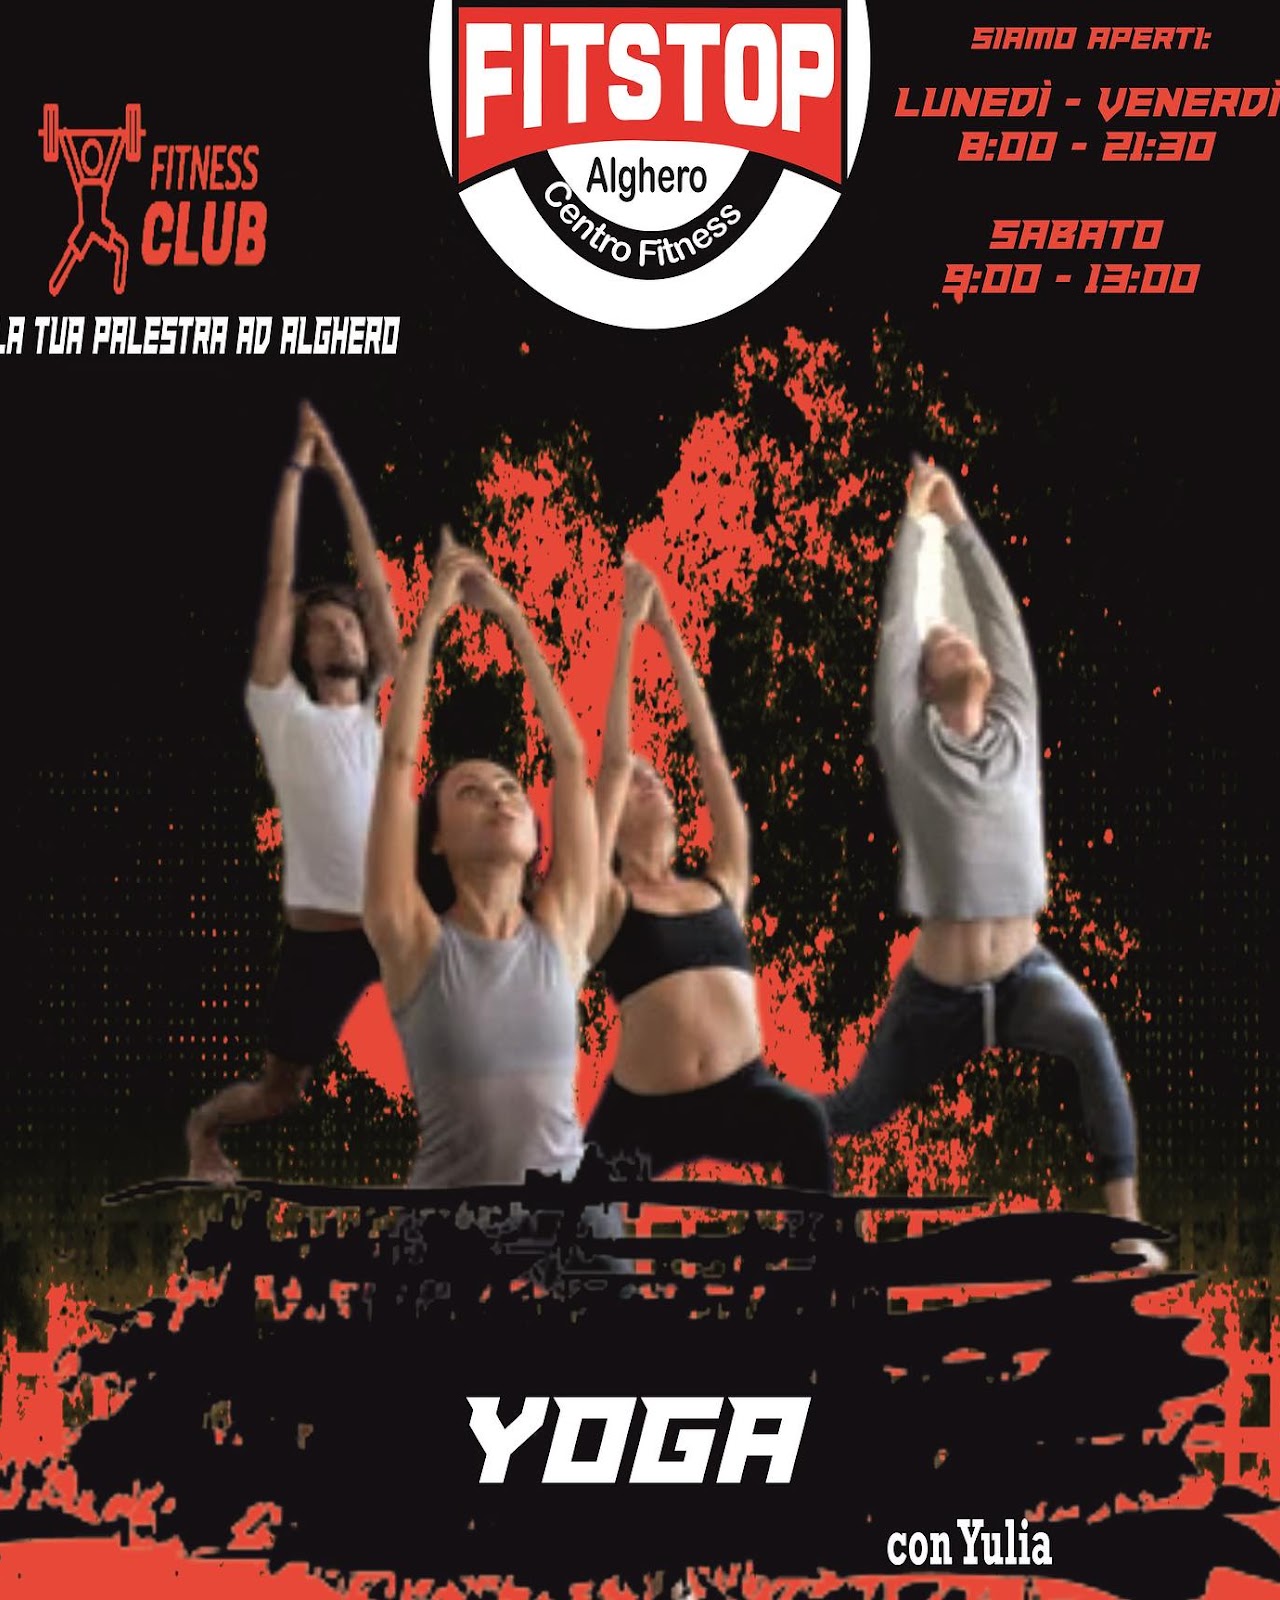 FITSTOP
Alghero
Centro Fitness
SIAMO APERTI:
LUNEDÌ - VENERDÌ
8:00 - 21:30
SABATO
9:00 - 13:00
FITNESS
CLUB
LA TUA PALESTRA AD ALGHERO
YOGA
con Yulia